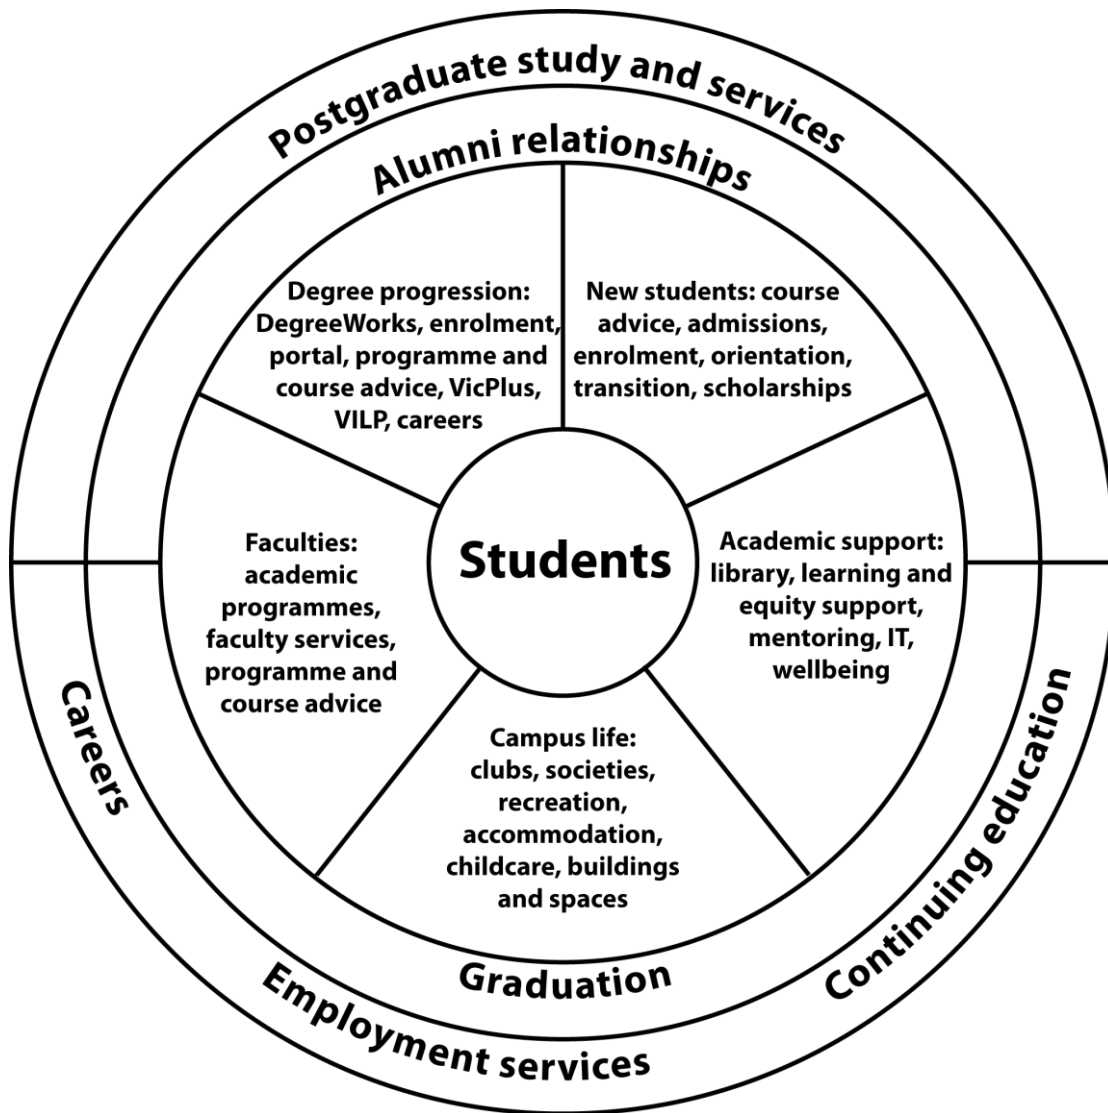 Postgraduate study and services
Alumni relationships
Degree progression:
DegreeWorks, enrolment,
portal, programme and
course advice, VicPlus,
VILP, careers
New students: course
advice, admissions,
enrolment, orientation,
transition, scholarships
Faculties:
academic
programmes,
faculty services,
programme and
course advice
Students
Academic support:
library, learning and
equity support,
mentoring, IT,
wellbeing
Campus life:
clubs, societies,
recreation,
accommodation,
childcare, buildings
and spaces
Graduation
Careers
Employment services
Continuing education